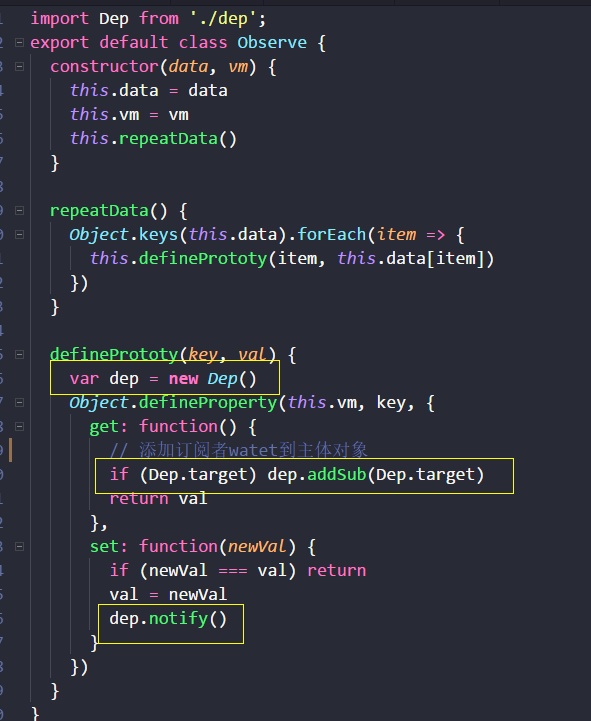 import Dep from './dep';
export default class Observe {
constructor(data, vm) {
this.data = data
this.vm = vm
this.repeatData()
}
repeatData() {
Object.keys(this.data).forEach(item => {
this.definePrototy(item, this.data[item])
})
}
definePrototy(key, val) {
var dep = new Dep()
Object.defineProperty(this.vm, key, {
get: function() {
// 添加订阅者watet到主体对象
if (Dep.target) dep.addSub(Dep.target)
return val
},
set: function(newVal) {
if (newVal === val) return
val = newVal
dep.notify()
}
})
}
}